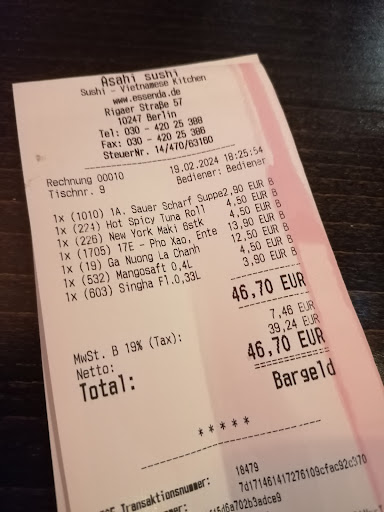 Asahi sushi
Sushi - Vietnamese Kitchen
www.essenda.de
Rigaer Straße 57
10247 Berlin
Tel: 030 - 420 25 388
Fax: 030 - 420 25 386
SteuerNr. 14/470/63160
Rechnung 00010 19.02.2024 18:25:54
Tischnr. 9 Bediener: Bediener
1x (1010) 1A. Sauer Scharf Suppe2,90 EUR B
1x (224) Hot Spicy Tuna Roll 4,50 EUR B
1x (226) New York Maki 6stk 4,50 EUR B
1x (1705) 17E - Pho Xao, Ente 13,90 EUR B
1x (19) Ga Nuong La Chanh 12,50 EUR B
1x (532) Mangosaft 0,4L 4,50 EUR B
1x (603) Singha Fl.0,33L 3,90 EUR B
46,70 EUR
MwSt. B 19% (Tax): 7,46 EUR
Netto: 39,24 EUR
Total: 46,70 EUR
Bargeld
* * * * *
Transaktionsnummer: 18479